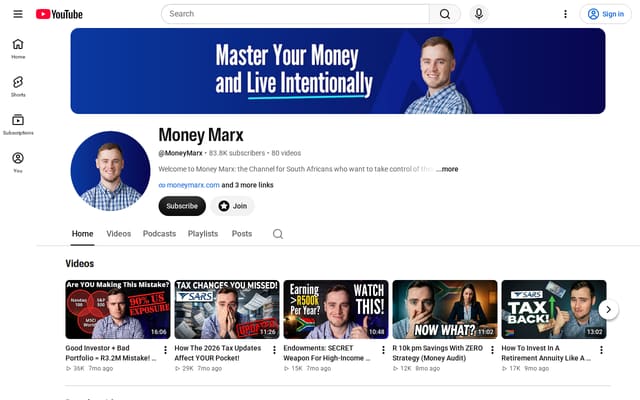 YouTube
Search
Sign in
Home
Shorts
Subscriptions
You
Master Your Money
and Live Intentionally
Money Marx
@MoneyMarx • 83.8K subscribers • 80 videos
Welcome to Money Marx: the Channel for South Africans who want to take control of their ...more
moneymarx.com and 3 more links
Subscribe
Join
Home
Videos
Podcasts
Playlists
Posts
Videos
Are YOU Making This Mistake?
Nasdaq 100
S&P 500
MSCI World
90% US EXPOSURE
16:06
Good Investor + Bad
Portfolio = R3.2M Mistake! ...
36K 7mo ago
TAX CHANGES YOU MISSED!
SARS
11:26
How The 2026 Tax Updates
Affect YOUR Pocket!
29K 7mo ago
Earning
>R500k
Per Year?
WATCH
THIS!
10:48
Endowments: SECRET
Weapon For High-Income ...
15K 7mo ago
NOW WHAT?
11:02
R 10k pm Savings With ZERO
Strategy (Money Audit)
12K 8mo ago
SARS
TAX
BACK!
13:02
How To Invest In A
Retirement Annuity Like A ...
17K 9mo ago